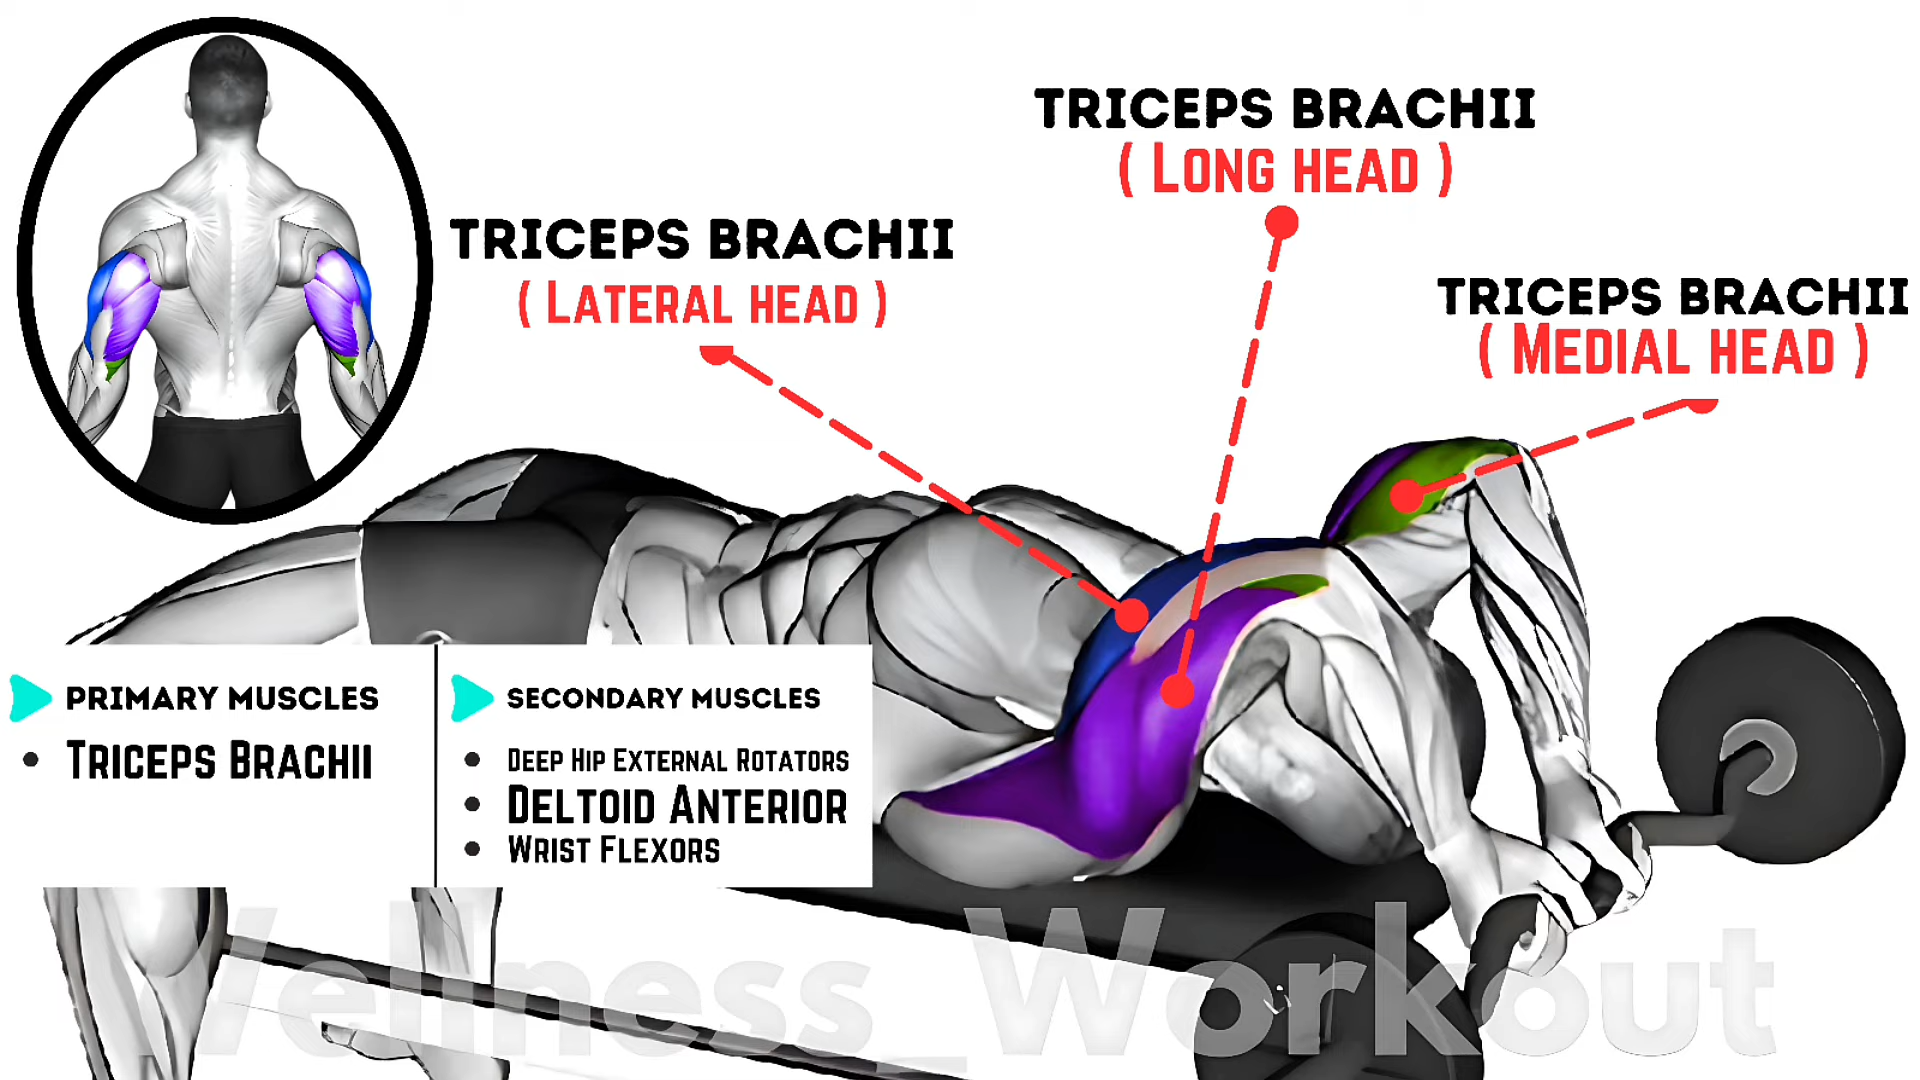 TRICEPS BRACHII
( LONG HEAD )
TRICEPS BRACHII
( LATERAL HEAD )
TRICEPS BRACHII
( MEDIAL HEAD )
PRIMARY MUSCLES
• TRICEPS BRACHII
SECONDARY MUSCLES
• DEEP HIP EXTERNAL ROTATORS
• DELTOID ANTERIOR
• WRIST FLEXORS
Wellness_Workout